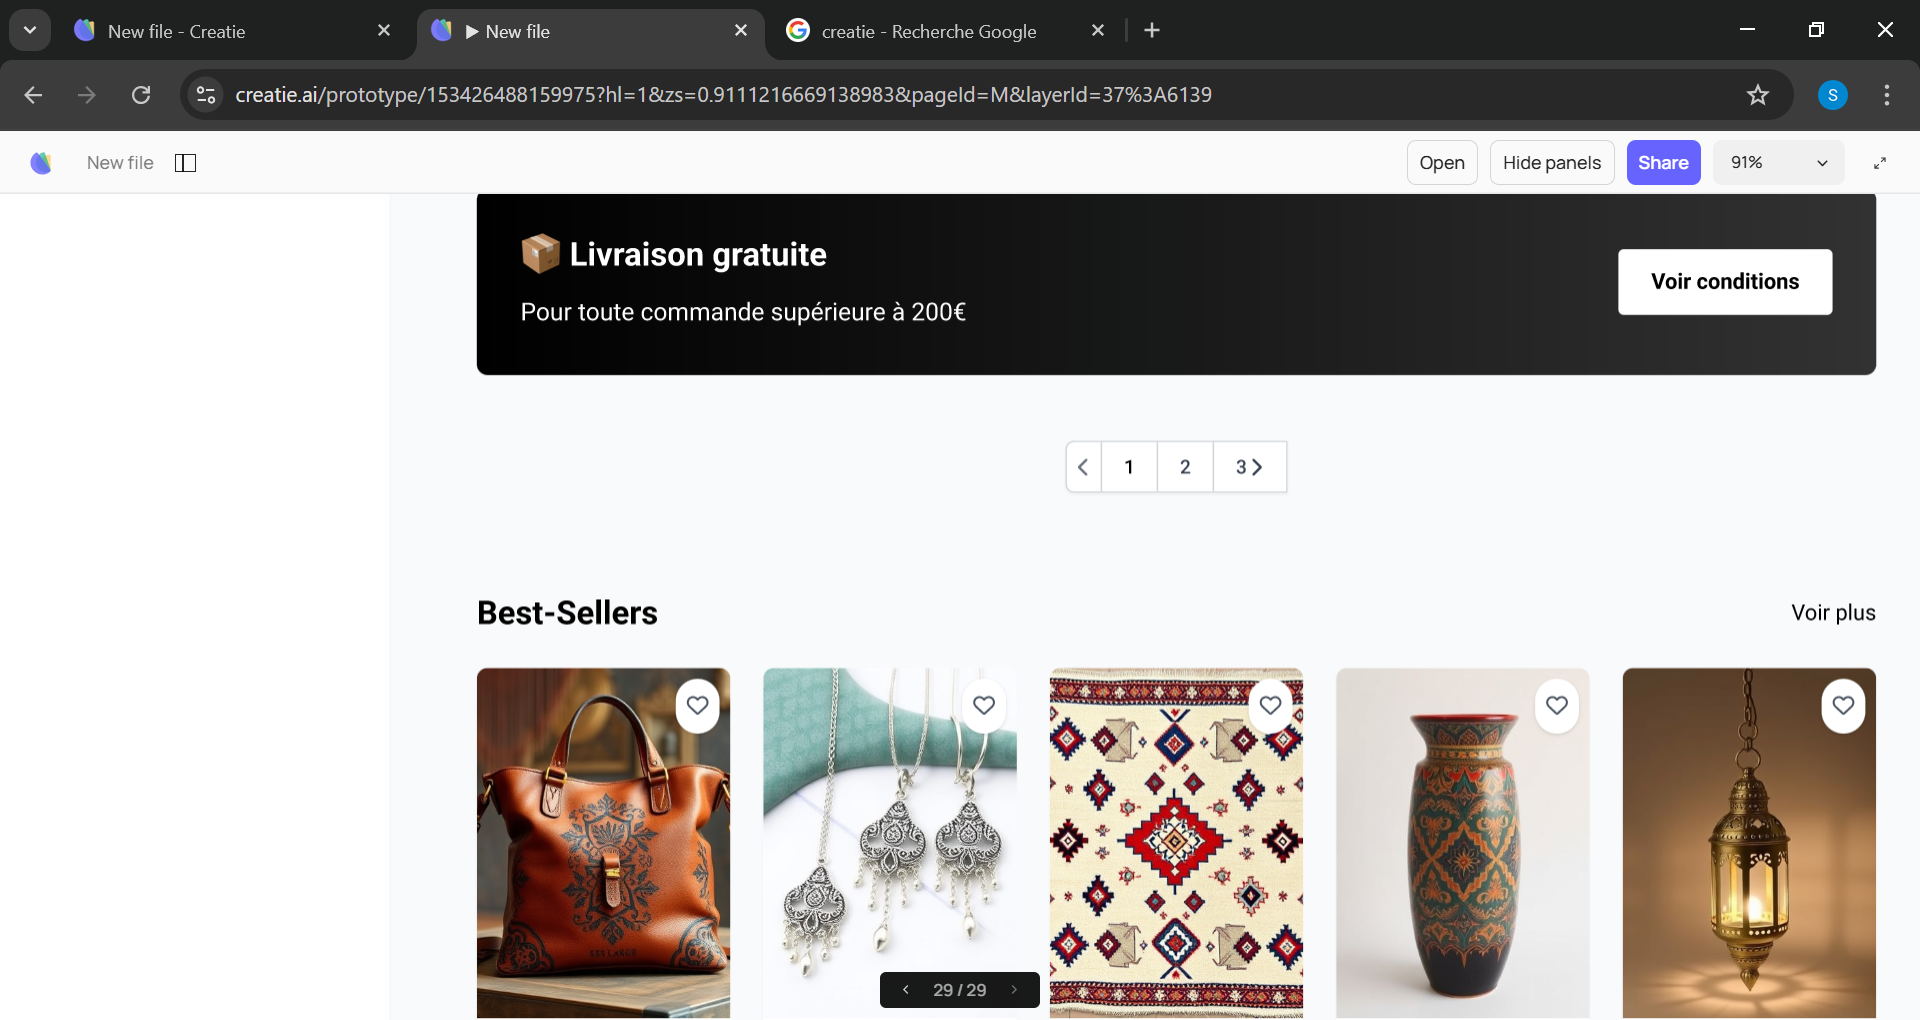 New file - Creatie
New file
creatie - Recherche Google
creatie.ai/prototype/153426488159975?hl=1&zs=0.9111216669138983&pageId=M&layerId=37%3A6139
S
New file
Open
Hide panels
Share
91%
📦 Livraison gratuite
Pour toute commande supérieure à 200€
Voir conditions
1
2
3
Best-Sellers
Voir plus
29 / 29